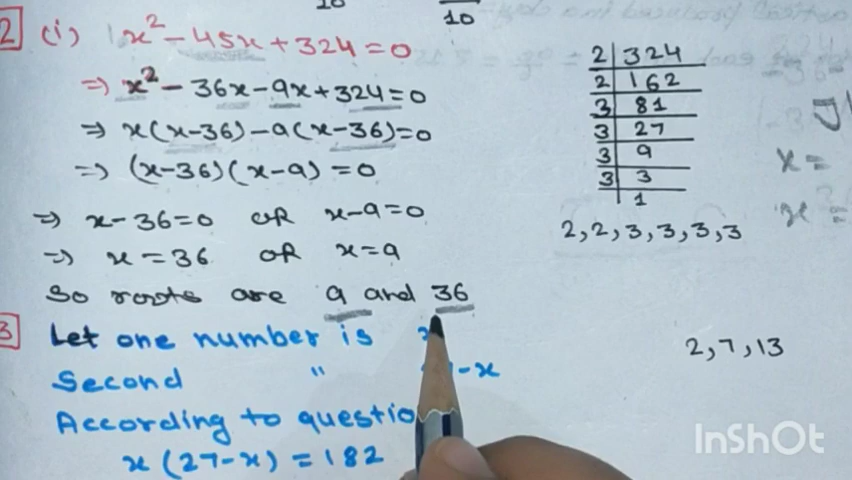 10
10
2 (i) x² - 45x + 324 = 0
⇒ x² - 36x - 9x + 324 = 0
⇒ x(x-36) - 9(x-36) = 0
⇒ (x-36)(x-9) = 0
⇒ x-36=0 or x-9=0
⇒ x = 36 or x = 9
So roots are 9 and 36
2 | 324
2 | 162
3 | 81
3 | 27
3 | 9
3 | 3
1
2, 2, 3, 3, 3, 3
x =
x =
3 Let one number is
Second " - x
According to questio
x (27-x) = 182
2, 7, 13
InShOt